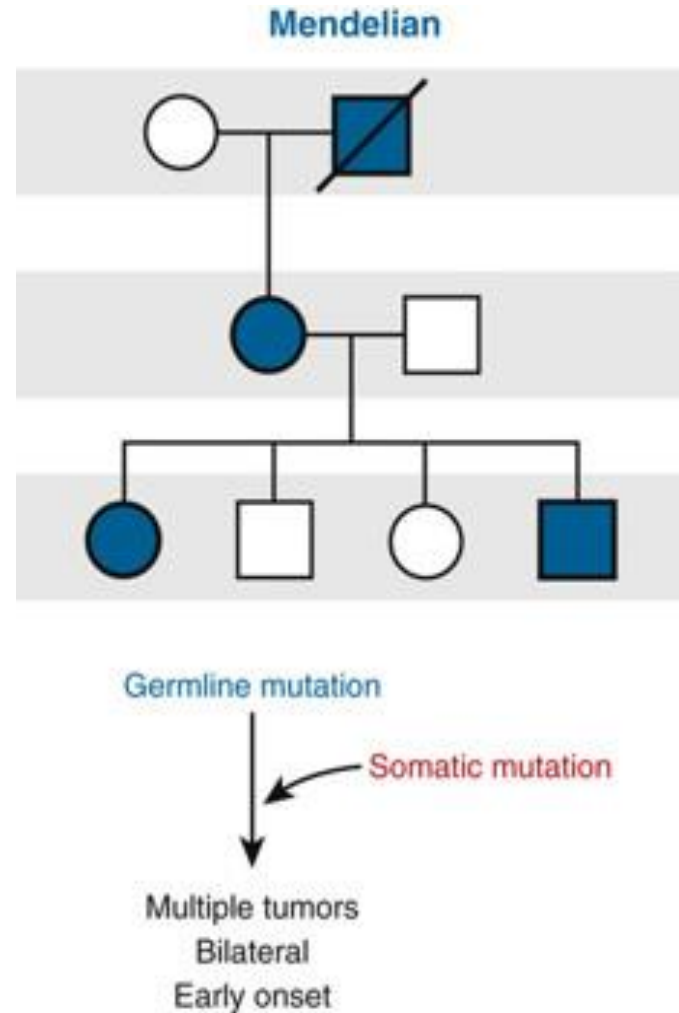 Mendelian
Germline mutation
Somatic mutation
Multiple tumors
Bilateral
Early onset